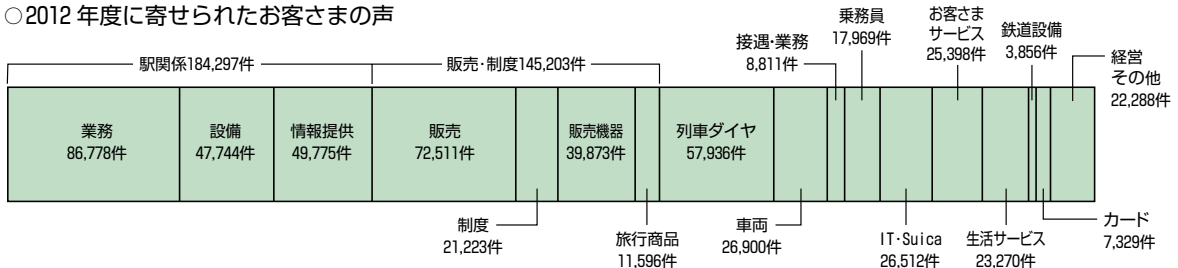 ○2012年度に寄せられたお客さまの声
駅関係184,297件
販売・制度145,203件
業務
86,778件
設備
47,744件
情報提供
49,775件
販売
72,511件
制度
21,223件
販売機器
39,873件
旅行商品
11,596件
列車ダイヤ
57,936件
車両
26,900件
接遇・業務
8,811件
乗務員
17,969件
IT・Suica
26,512件
お客さま
サービス
25,398件
生活サービス
23,270件
鉄道設備
3,856件
カード
7,329件
経営
その他
22,288件